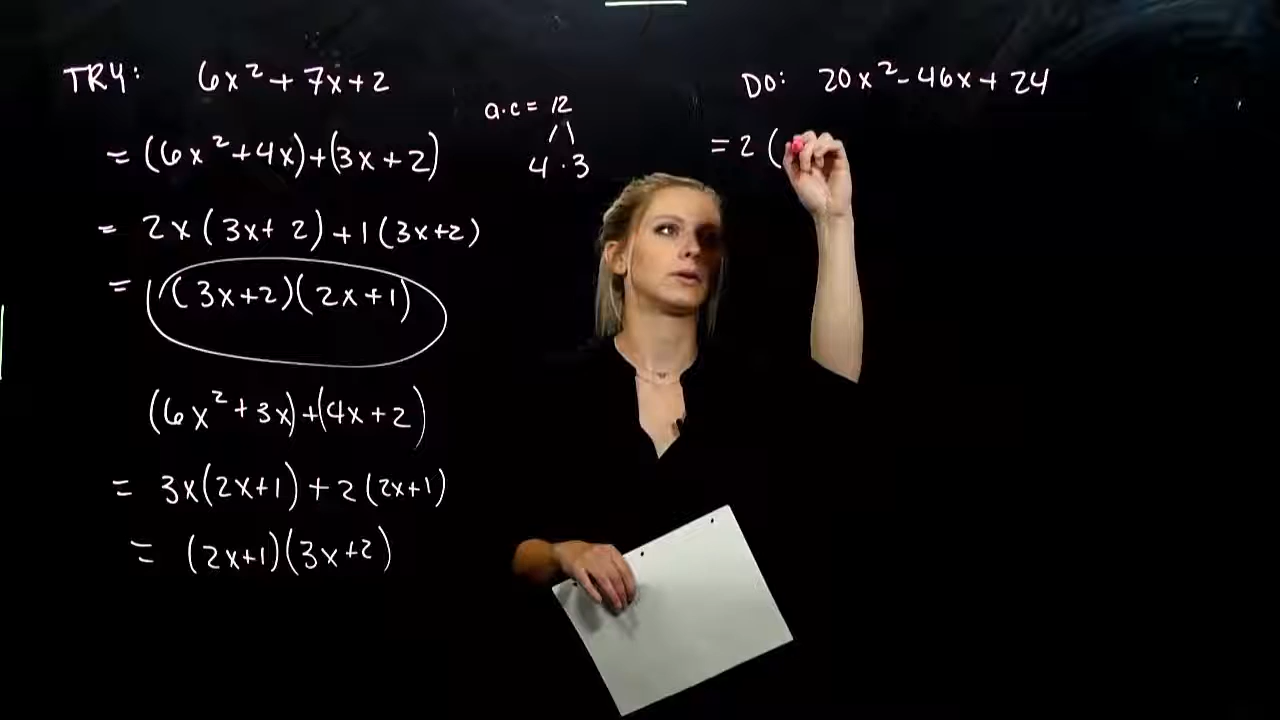 TRY: 6x² + 7x + 2
= (6x² + 4x) + (3x + 2)
= 2x (3x + 2) + 1 (3x + 2)
= (3x + 2)(2x + 1)
(6x² + 3x) + (4x + 2)
= 3x (2x + 1) + 2 (2x + 1)
= (2x + 1)(3x + 2)
a·c = 12
4 · 3
DO: 20x² - 46x + 24
= 2 (